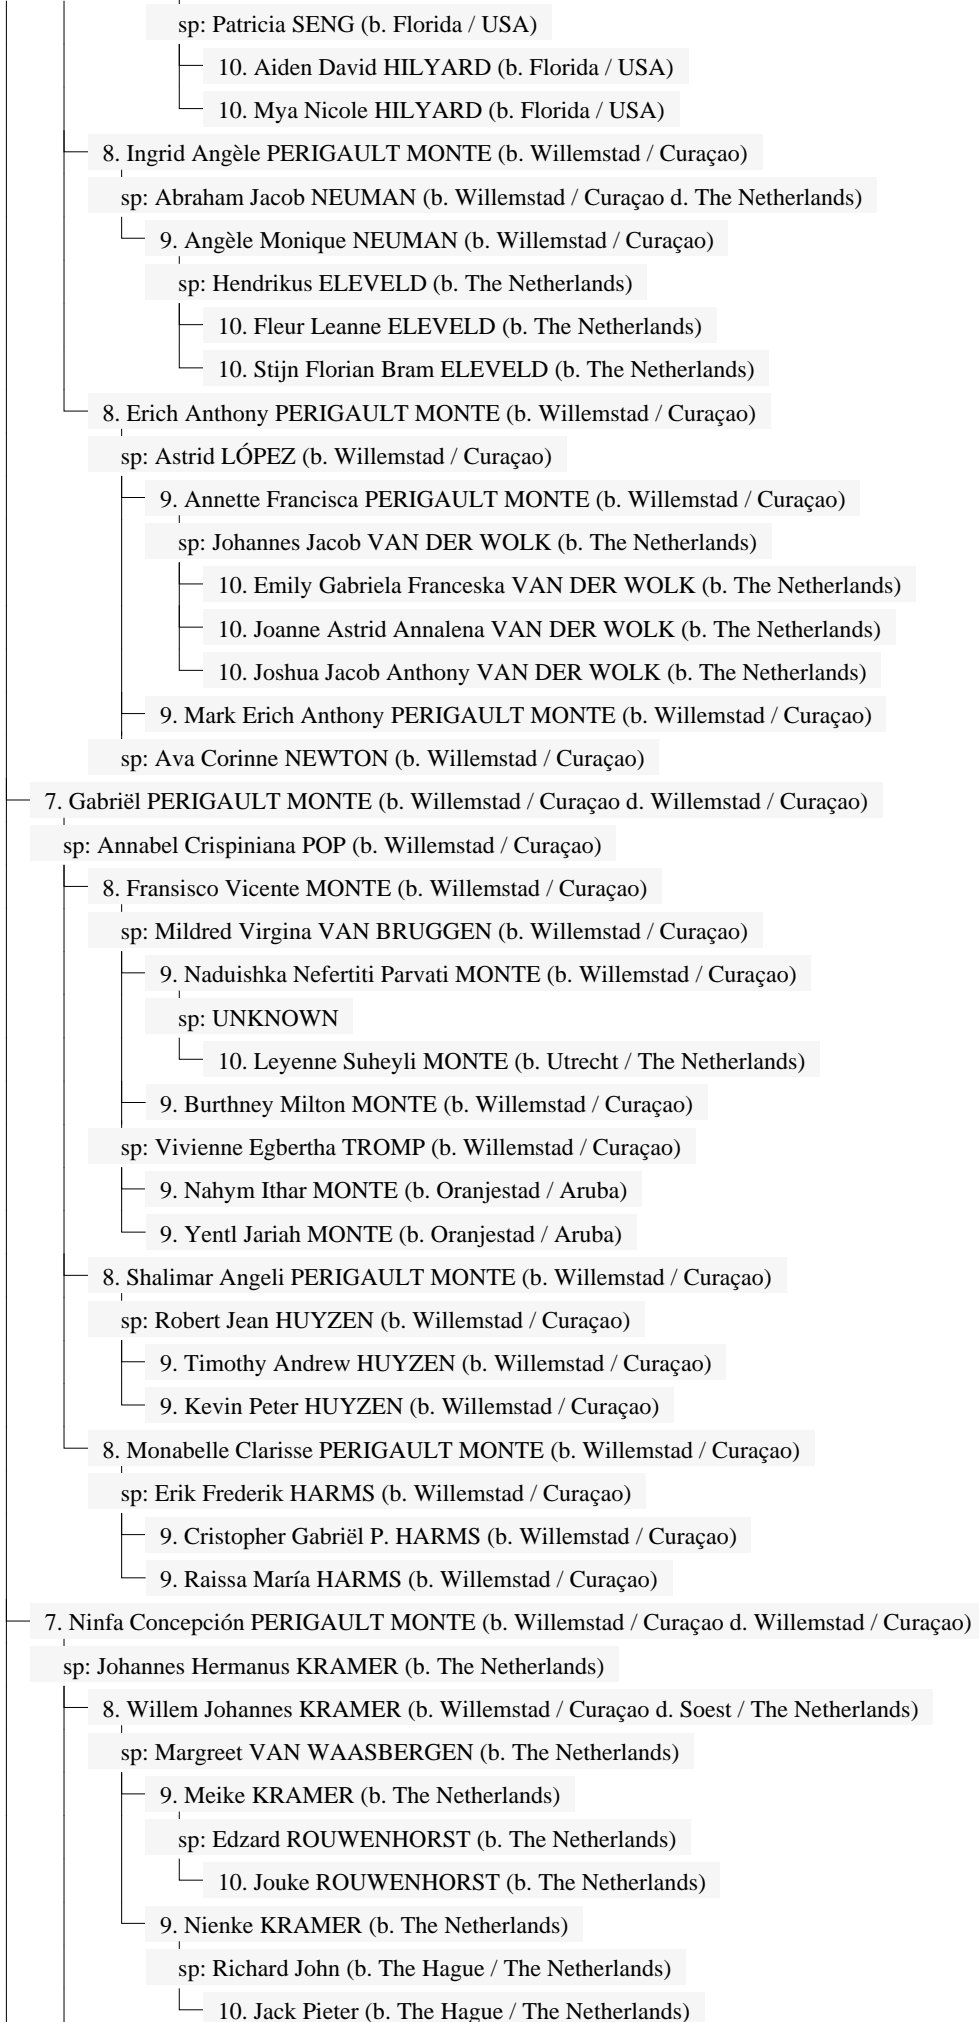 sp: Patricia SENG (b. Florida / USA)
10. Aiden David HILYARD (b. Florida / USA)
10. Mya Nicole HILYARD (b. Florida / USA)
8. Ingrid Angèle PERIGAULT MONTE (b. Willemstad / Curaçao)
sp: Abraham Jacob NEUMAN (b. Willemstad / Curaçao d. The Netherlands)
9. Angèle Monique NEUMAN (b. Willemstad / Curaçao)
sp: Hendrikus ELEVELD (b. The Netherlands)
10. Fleur Leanne ELEVELD (b. The Netherlands)
10. Stijn Florian Bram ELEVELD (b. The Netherlands)
8. Erich Anthony PERIGAULT MONTE (b. Willemstad / Curaçao)
sp: Astrid LÓPEZ (b. Willemstad / Curaçao)
9. Annette Francisca PERIGAULT MONTE (b. Willemstad / Curaçao)
sp: Johannes Jacob VAN DER WOLK (b. The Netherlands)
10. Emily Gabriela Franceska VAN DER WOLK (b. The Netherlands)
10. Joanne Astrid Annalena VAN DER WOLK (b. The Netherlands)
10. Joshua Jacob Anthony VAN DER WOLK (b. The Netherlands)
9. Mark Erich Anthony PERIGAULT MONTE (b. Willemstad / Curaçao)
sp: Ava Corinne NEWTON (b. Willemstad / Curaçao)
7. Gabriël PERIGAULT MONTE (b. Willemstad / Curaçao d. Willemstad / Curaçao)
sp: Annabel Crispiniana POP (b. Willemstad / Curaçao)
8. Fransisco Vicente MONTE (b. Willemstad / Curaçao)
sp: Mildred Virgina VAN BRUGGEN (b. Willemstad / Curaçao)
9. Naduishka Nefertiti Parvati MONTE (b. Willemstad / Curaçao)
sp: UNKNOWN
10. Leyenne Suheyli MONTE (b. Utrecht / The Netherlands)
9. Burthney Milton MONTE (b. Willemstad / Curaçao)
sp: Vivienne Egbertha TROMP (b. Willemstad / Curaçao)
9. Nahym Ithar MONTE (b. Oranjestad / Aruba)
9. Yentl Jariah MONTE (b. Oranjestad / Aruba)
8. Shalimar Angeli PERIGAULT MONTE (b. Willemstad / Curaçao)
sp: Robert Jean HUYZEN (b. Willemstad / Curaçao)
9. Timothy Andrew HUYZEN (b. Willemstad / Curaçao)
9. Kevin Peter HUYZEN (b. Willemstad / Curaçao)
8. Monabelle Clarisse PERIGAULT MONTE (b. Willemstad / Curaçao)
sp: Erik Frederik HARMS (b. Willemstad / Curaçao)
9. Cristopher Gabriël P. HARMS (b. Willemstad / Curaçao)
9. Raissa María HARMS (b. Willemstad / Curaçao)
7. Ninfa Concepción PERIGAULT MONTE (b. Willemstad / Curaçao d. Willemstad / Curaçao)
sp: Johannes Hermanus KRAMER (b. The Netherlands)
8. Willem Johannes KRAMER (b. Willemstad / Curaçao d. Soest / The Netherlands)
sp: Margreet VAN WAASBERGEN (b. The Netherlands)
9. Meike KRAMER (b. The Netherlands)
sp: Edzard ROUWENHORST (b. The Netherlands)
10. Jouke ROUWENHORST (b. The Netherlands)
9. Nienke KRAMER (b. The Netherlands)
sp: Richard John (b. The Hague / The Netherlands)
10. Jack Pieter (b. The Hague / The Netherlands)